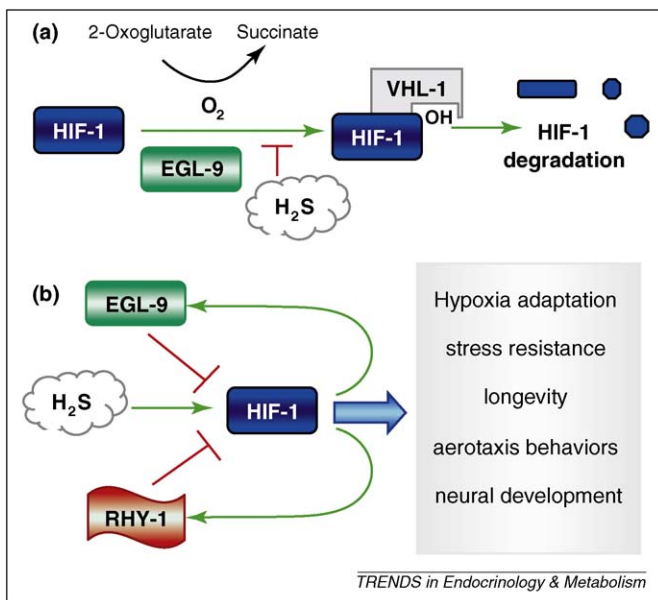 (a)
2-Oxoglutarate Succinate
O2
HIF-1
EGL-9
H2S
VHL-1
OH
HIF-1
HIF-1
degradation
(b)
EGL-9
H2S
HIF-1
RHY-1
Hypoxia adaptation
stress resistance
longevity
aerotaxis behaviors
neural development
TRENDS in Endocrinology & Metabolism